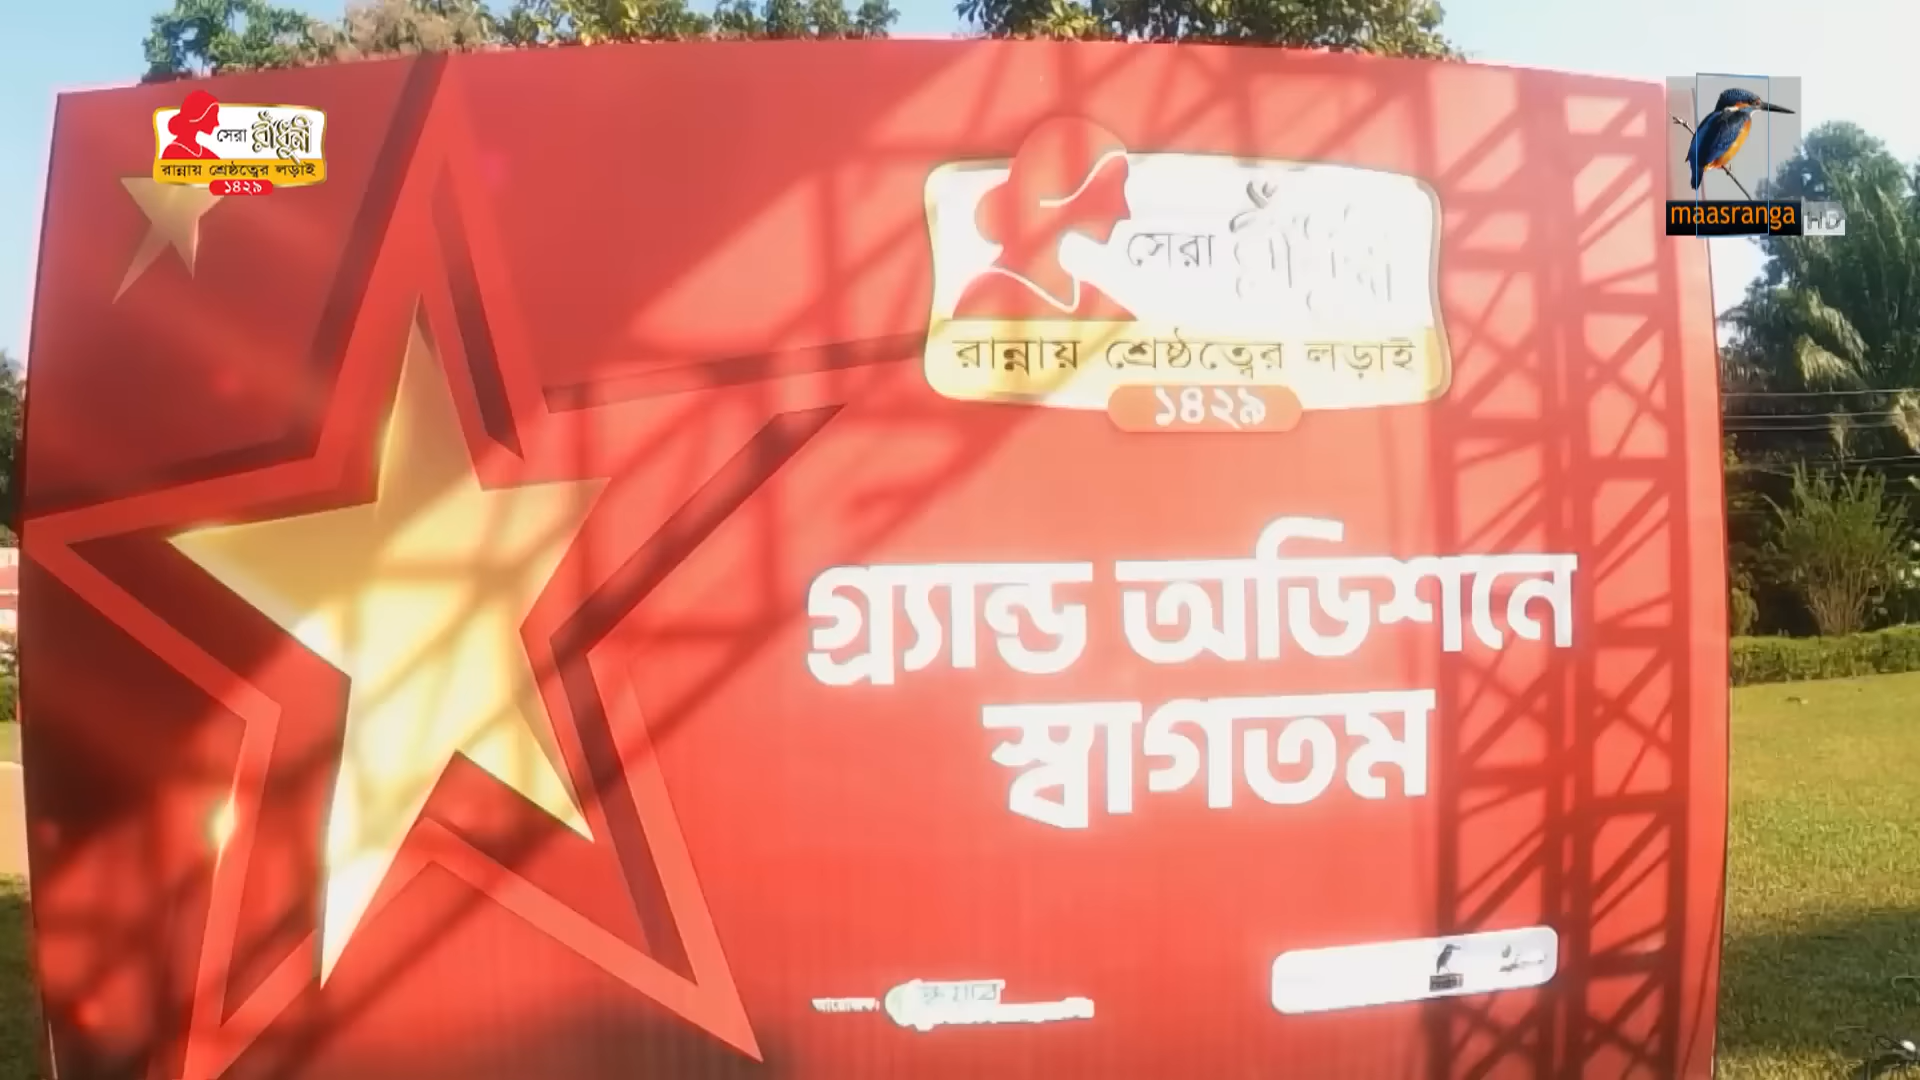 সেরা রাঁধুনী
রান্নায় শ্রেষ্ঠত্বের লড়াই
১৪২৯
maasranga HD
সেরা রাঁধুনী
রান্নায় শ্রেষ্ঠত্বের লড়াই
১৪২৯
গ্র্যান্ড অডিশনে
স্বাগতম